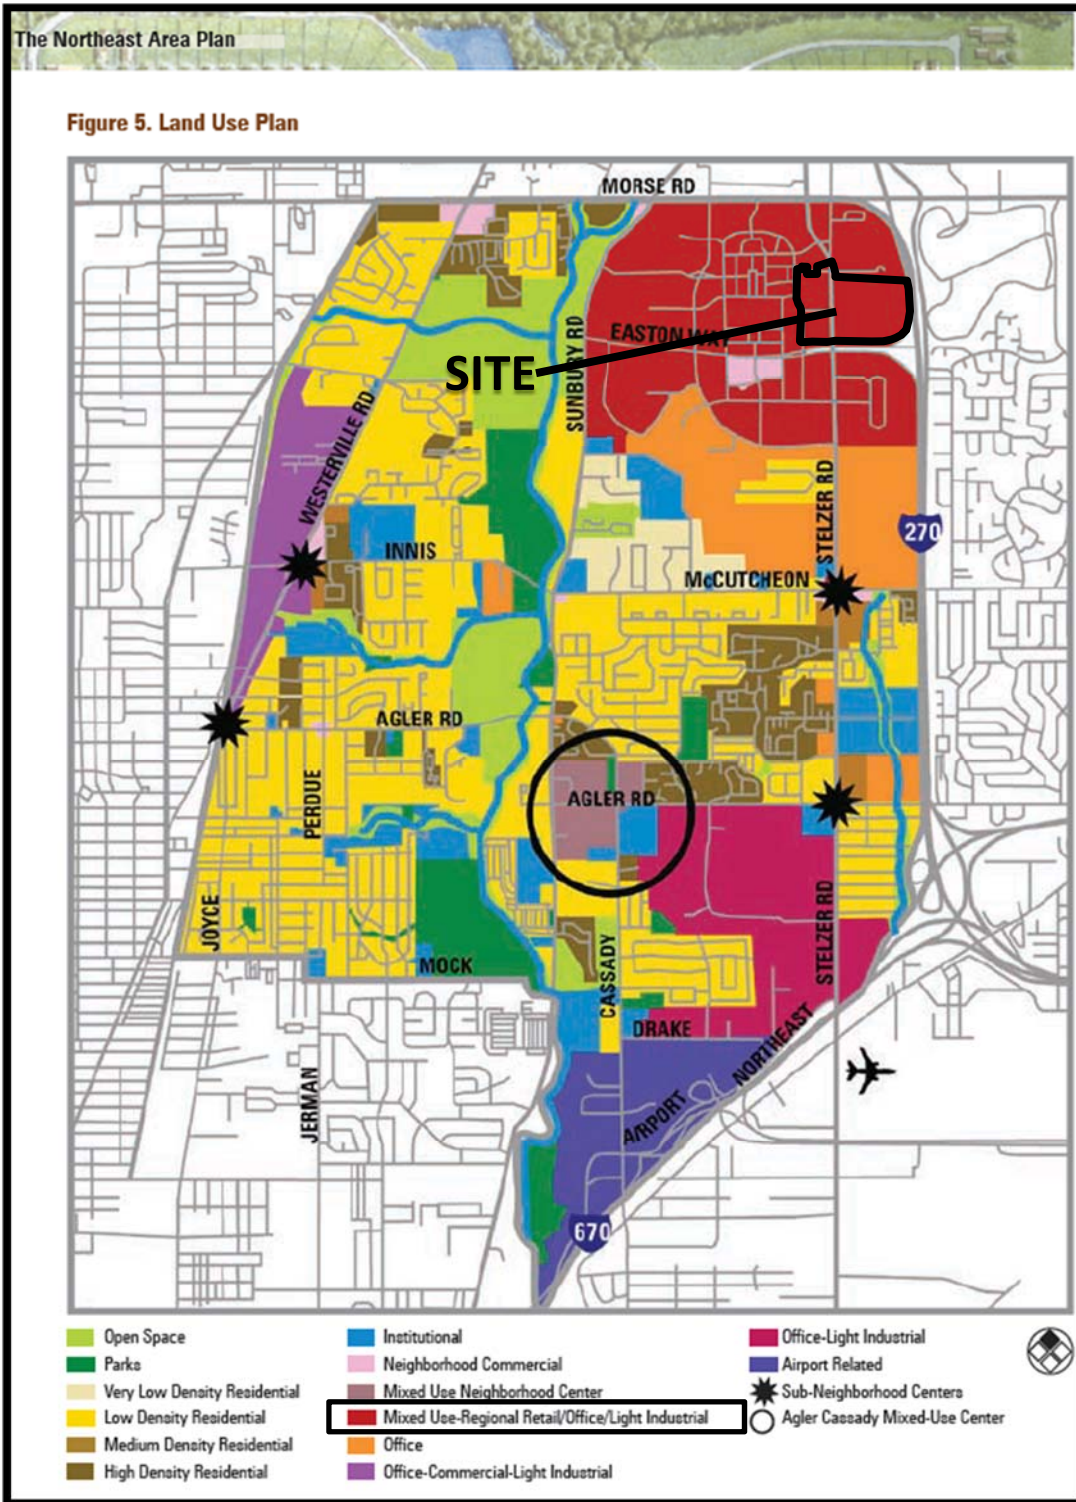 The Northeast Area Plan
Figure 5. Land Use Plan
MORSE RD
EASTON WAY
SITE
SUNBURY RD
WESTERVILLE RD
STELZER RD
270
INNIS
McCUTCHEON
AGLER RD
AGLER RD
PERDUE
JOYCE
STELZER RD
MOCK
CASSADY
DRAKE
NORTHEAST
AIRPORT
JERMAN
670
Open Space
Parks
Very Low Density Residential
Low Density Residential
Medium Density Residential
High Density Residential
Institutional
Neighborhood Commercial
Mixed Use Neighborhood Center
Mixed Use-Regional Retail/Office/Light Industrial
Office
Office-Commercial-Light Industrial
Office-Light Industrial
Airport Related
Sub-Neighborhood Centers
Agler Cassady Mixed-Use Center